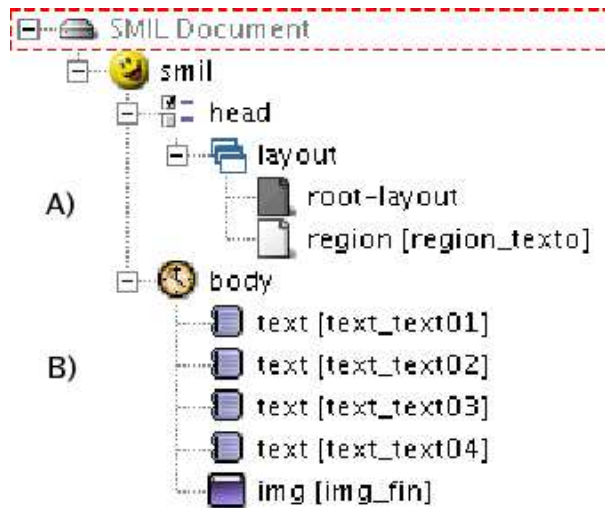 SMIL Document
smil
head
layout
A)
root-layout
region [region_texto]
body
text [text_text01]
B)
text [text_text02]
text [text_text03]
text [text_text04]
img [img_fin]